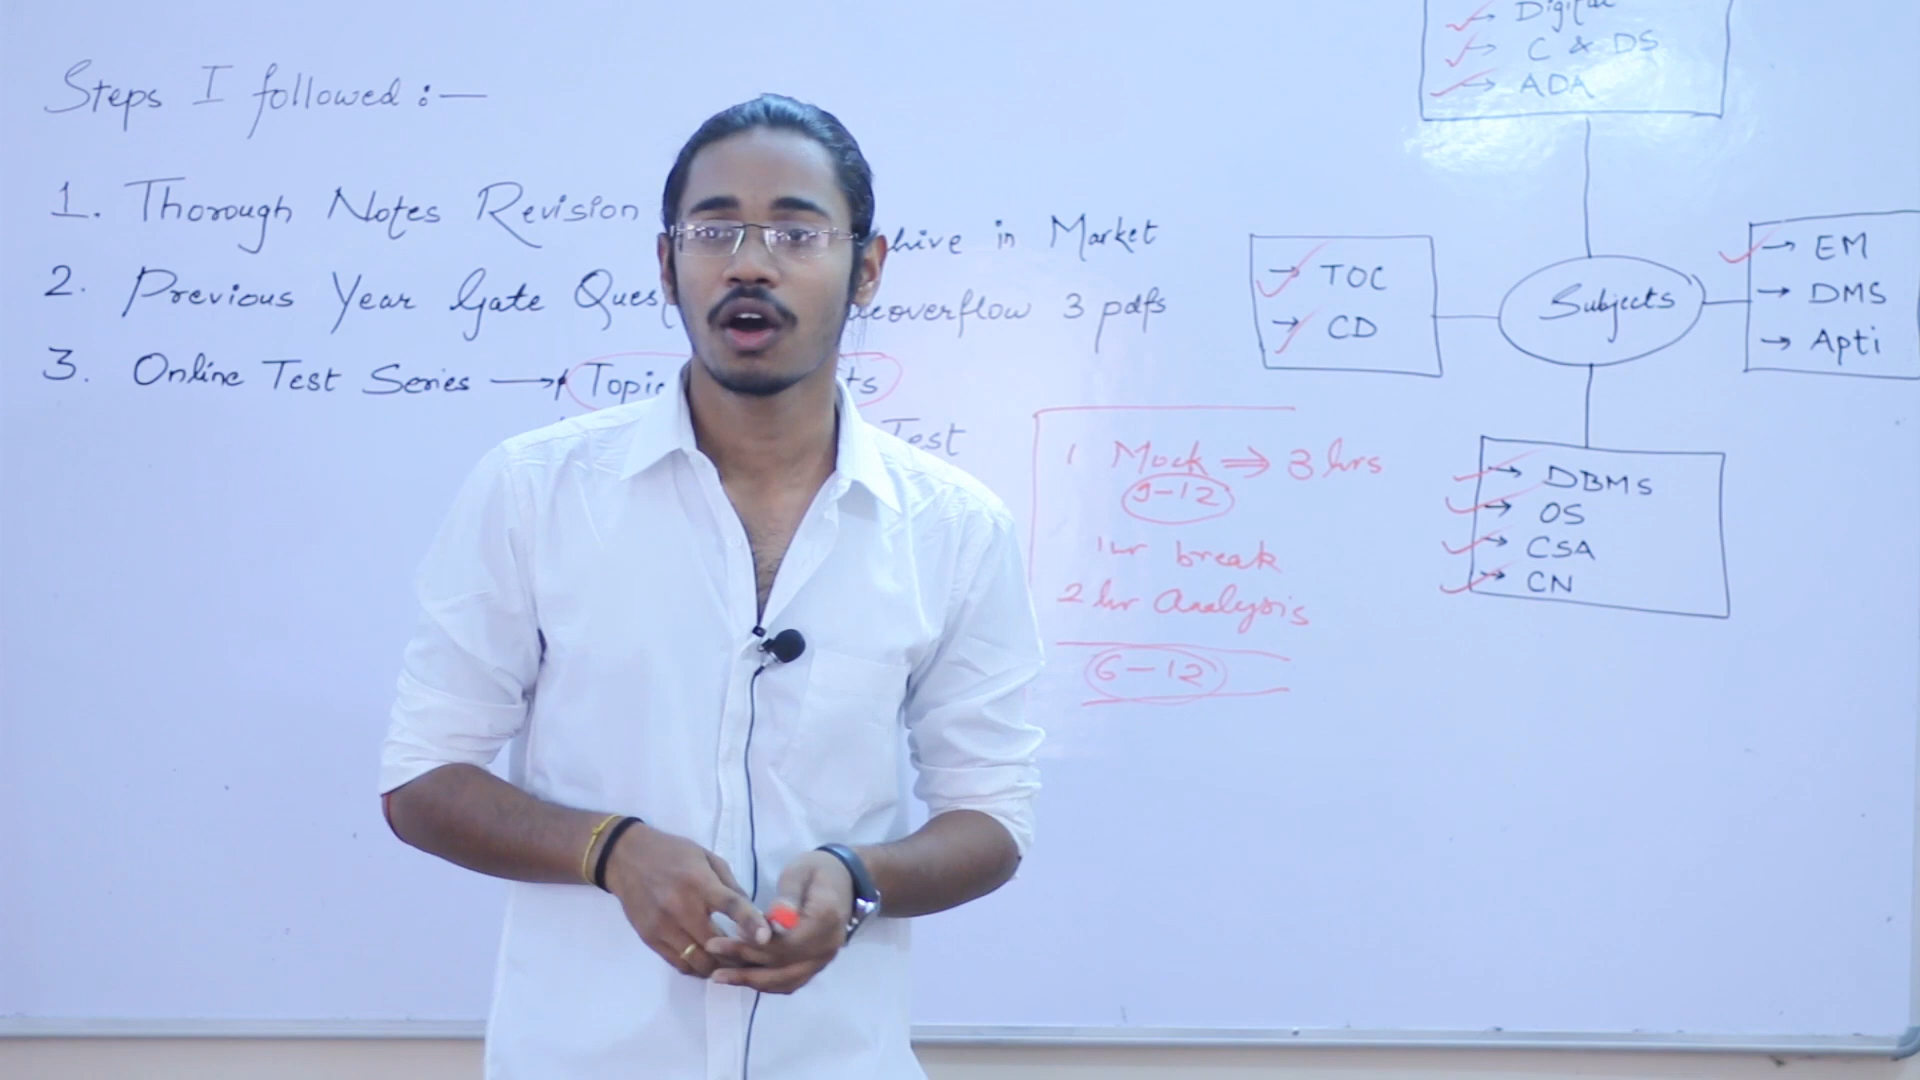 Steps I followed :—
1. Thorough Notes Revision
hive in Market
2. Previous Year Gate Ques
eoverflow 3 pdfs
3. Online Test Series → Topic
ts
Test
1 Mock ⇒ 3 hrs
9-12
1 hr break
2 hr Analysis
6-12
→ Digital
→ C & DS
→ ADA
→ TOC
→ CD
Subjects
→ EM
→ DMS
→ Apti
→ DBMS
→ OS
→ CSA
→ CN